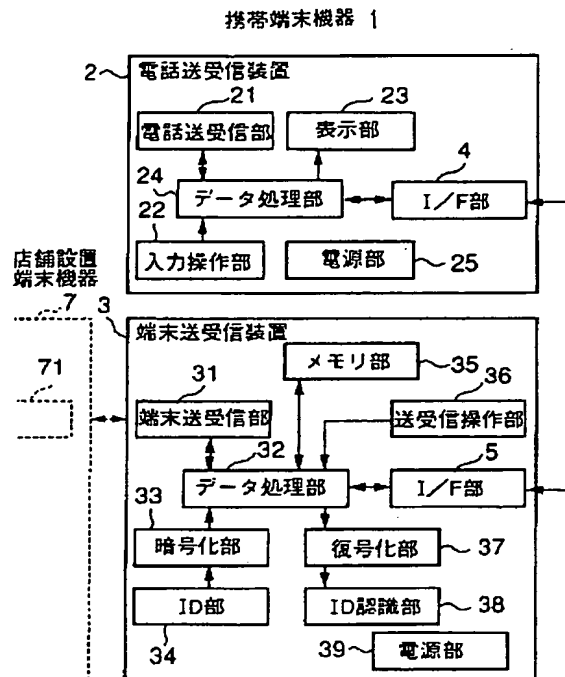 携帯端末機器 1
2 電話送受信装置
21 23
電話送受信部 表示部
24 4
データ処理部 I/F部
22
入力操作部 電源部 25
店舗設置
端末機器
7 3 端末送受信装置
メモリ部 35
71 31 36
端末送受信部 送受信操作部
32 5
データ処理部 I/F部
33
暗号化部 復号化部 37
ID部 ID認識部 38
34 39 電源部